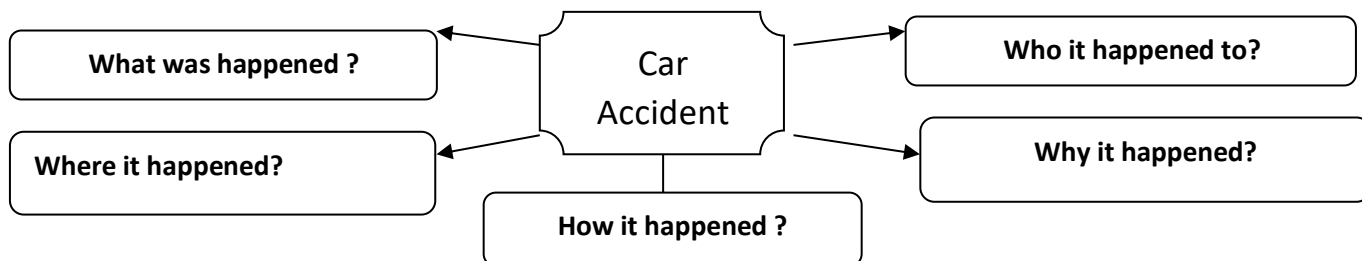 What was happened ?
Car
Accident
Who it happened to?
Where it happened?
Why it happened?
How it happened ?